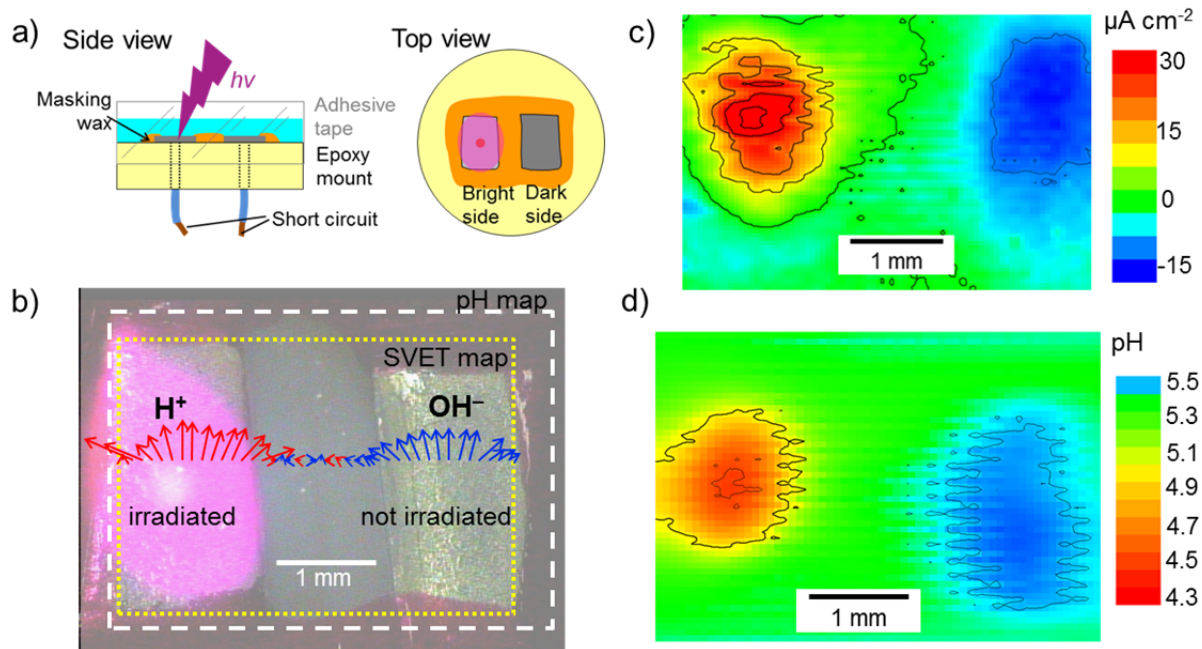 a)
Side view
hν
Masking
wax
Adhesive
tape
Epoxy
mount
Short circuit
Top view
Bright
side
Dark
side
b)
pH map
SVET map
H⁺
OH⁻
irradiated
not irradiated
1 mm
c)
µA cm⁻²
30
15
0
-15
1 mm
d)
pH
5.5
5.3
5.1
4.9
4.7
4.5
4.3
1 mm